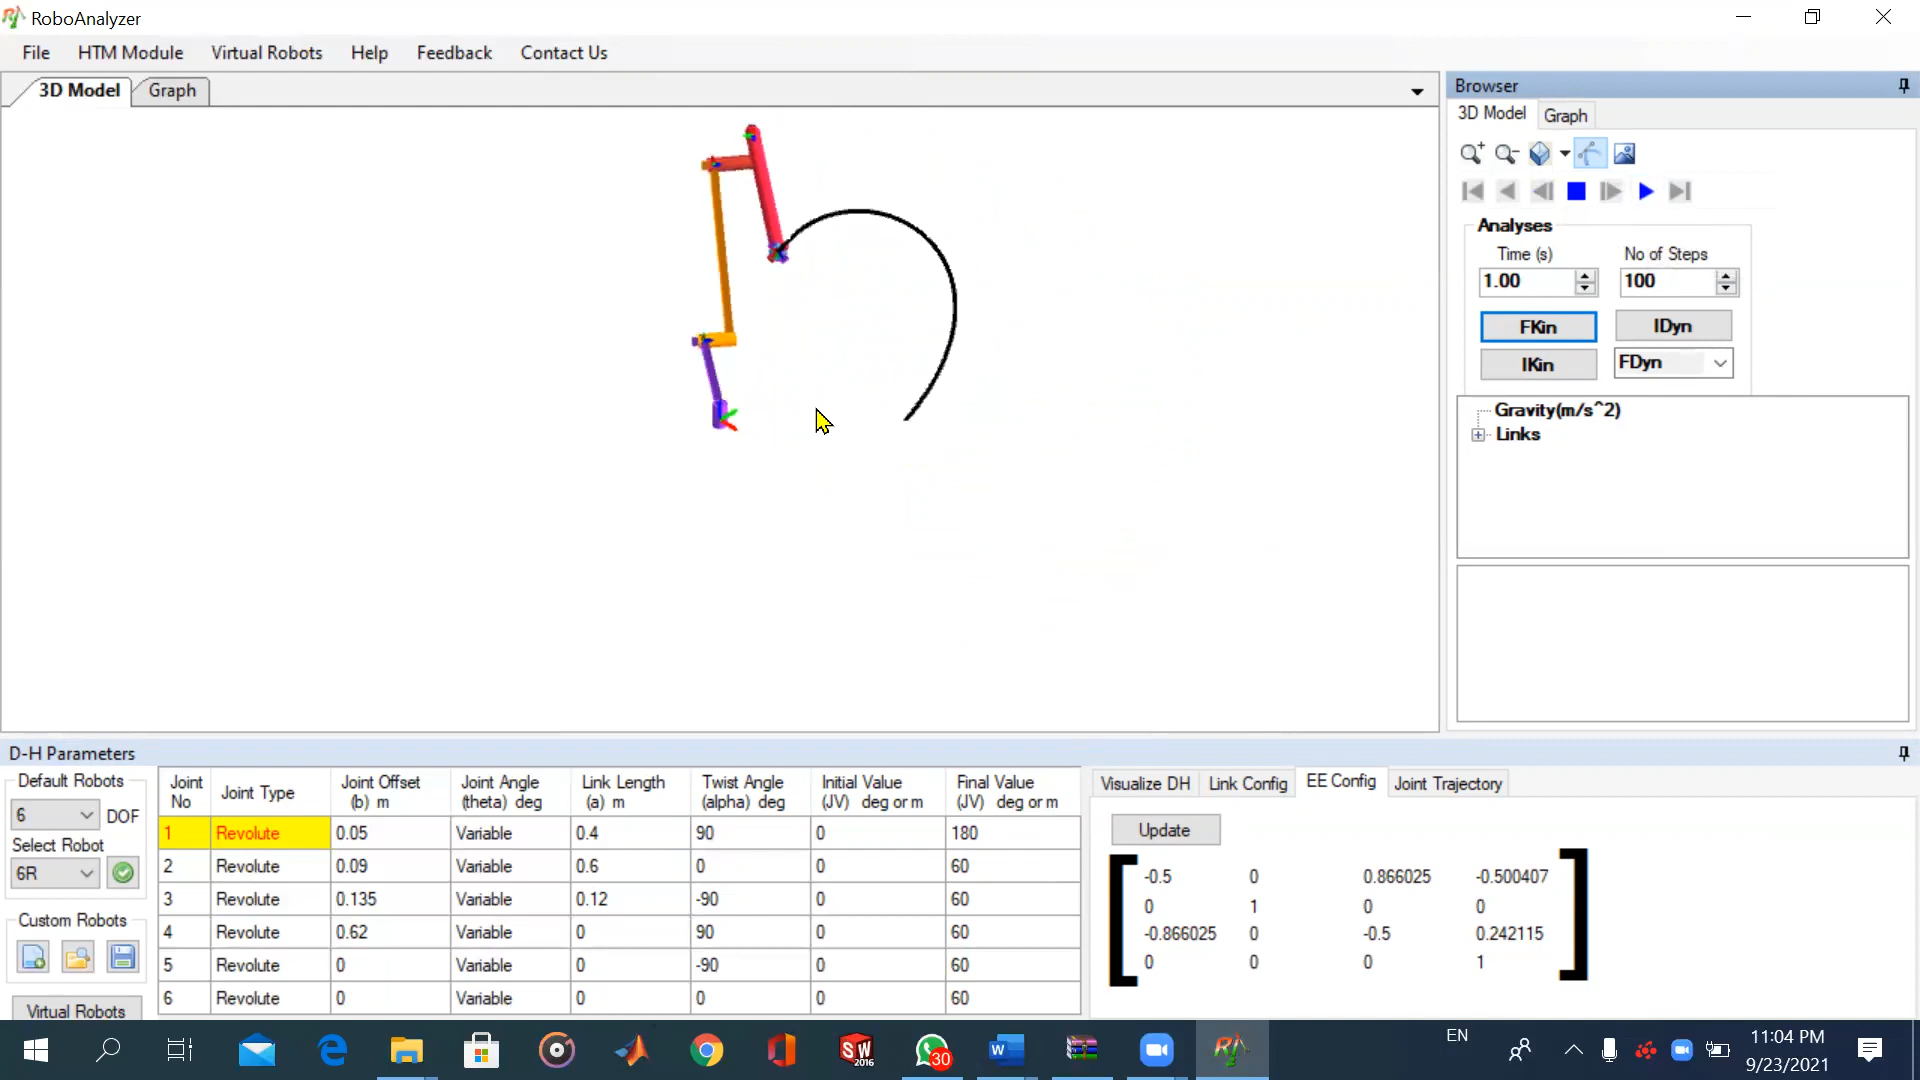 RoboAnalyzer
File HTM Module Virtual Robots Help Feedback Contact Us
3D Model Graph
Browser
3D Model Graph
Analyses
Time (s) No of Steps
1.00 100
FKin IDyn
IKin FDyn
Gravity(m/s^2)
Links
D-H Parameters
Default Robots
6 DOF
Select Robot
6R
Custom Robots
Virtual Robots
Joint No Joint Type Joint Offset (b) m Joint Angle (theta) deg Link Length (a) m Twist Angle (alpha) deg Initial Value (JV) deg or m Final Value (JV) deg or m
1 Revolute 0.05 Variable 0.4 90 0 180
2 Revolute 0.09 Variable 0.6 0 0 60
3 Revolute 0.135 Variable 0.12 -90 0 60
4 Revolute 0.62 Variable 0 90 0 60
5 Revolute 0 Variable 0 -90 0 60
6 Revolute 0 Variable 0 0 0 60
Visualize DH Link Config EE Config Joint Trajectory
Update
-0.5 0 0.866025 -0.500407
0 1 0 0
-0.866025 0 -0.5 0.242115
0 0 0 1
SW
2016
30
W
EN
11:04 PM
9/23/2021